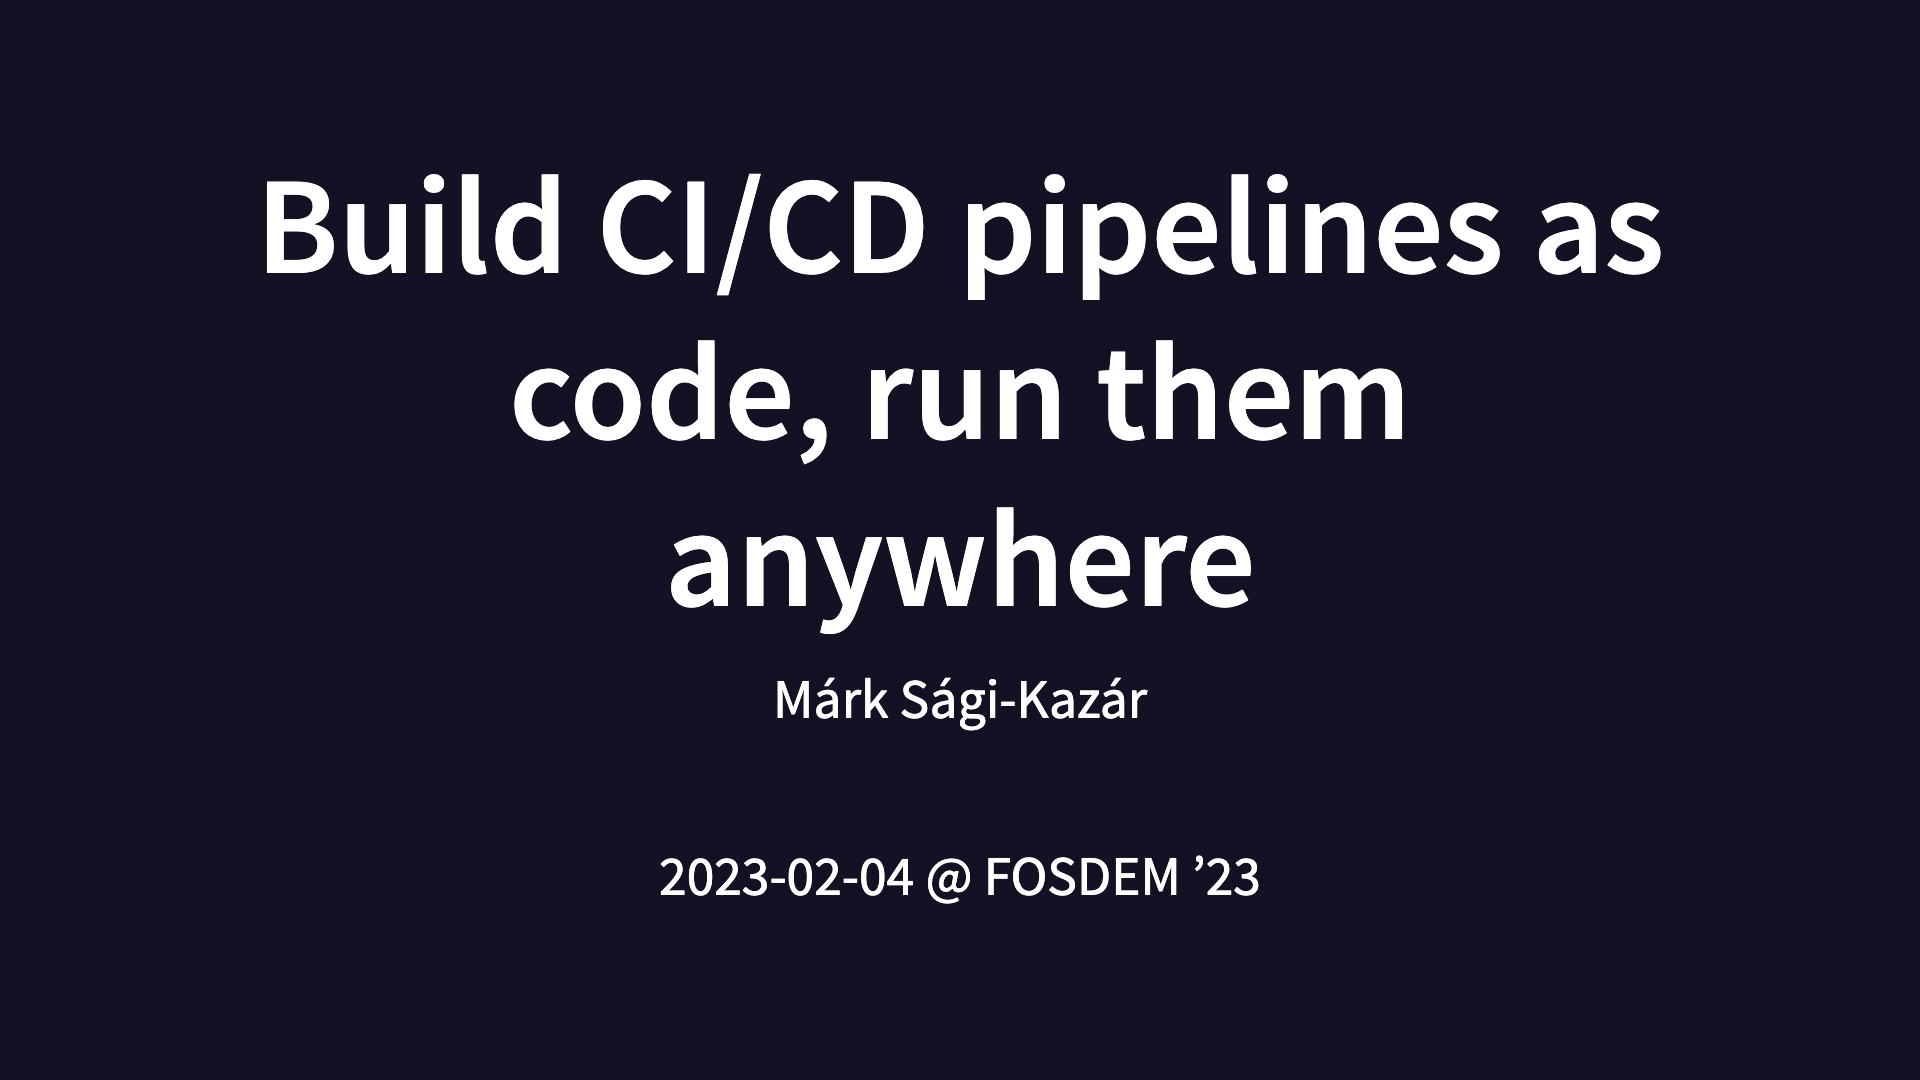 Build CI/CD pipelines as
code, run them
anywhere
Márk Sági-Kazár
2023-02-04 @ FOSDEM ’23